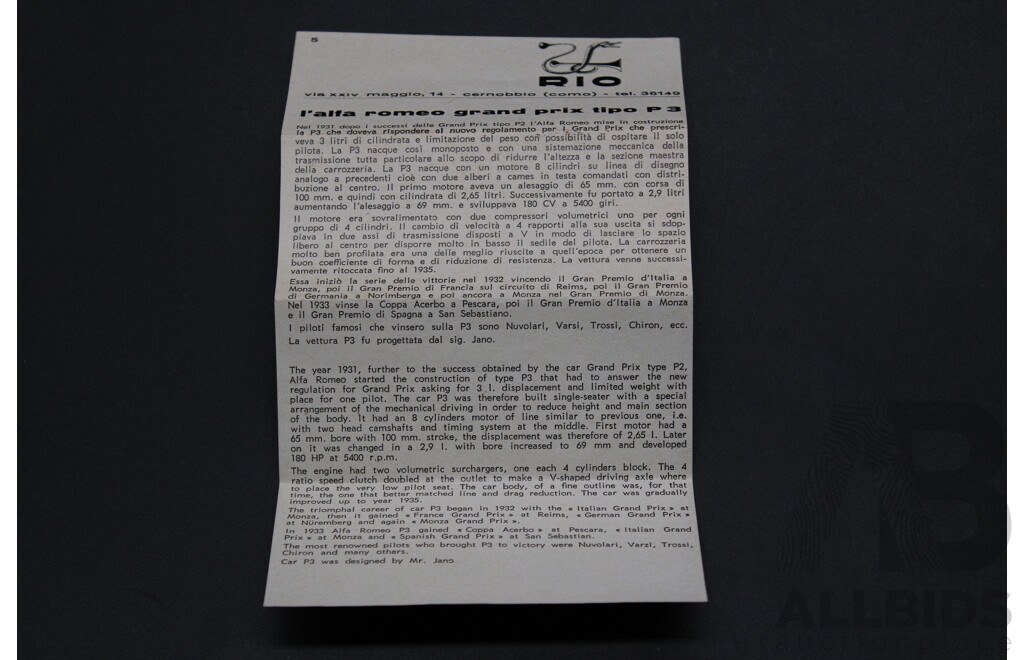 5
RIO
via xxiv maggio, 14 - cernobbio (como) - tel. 36149
l'alfa romeo grand prix tipo P 3
Nel 1931 dopo i successi delle Grand Prix tipo P2 l'Alfa Romeo mise in costruzione
la P3 che doveva rispondere al nuovo regolamento per i Grand Prix che prescri-
veva 3 litri di cilindrata e limitazione del peso con possibilità di ospitare il solo
pilota. La P3 nacque così monoposto e con una sistemazione meccanica della
trasmissione tutta particolare allo scopo di ridurre l'altezza e la sezione maestra
della carrozzeria. La P3 nacque con un motore 8 cilindri su linea di disegno
analogo a precedenti cioè con due alberi a cames in testa comandati con distri-
buzione al centro. Il primo motore aveva un alesaggio di 65 mm. con corsa di
100 mm. e quindi con cilindrata di 2,65 litri. Successivamente fu portato a 2,9 litri
aumentando l'alesaggio a 69 mm. e sviluppava 180 CV a 5400 giri.
Il motore era sovralimentato con due compressori volumetrici uno per ogni
gruppo di 4 cilindri. Il cambio di velocità a 4 rapporti alla sua uscita si sdop-
piava in due assi di trasmissione disposti a V in modo di lasciare lo spazio
libero al centro per disporre molto in basso il sedile del pilota. La carrozzeria
molto ben profilata era una delle meglio riuscite a quell'epoca per ottenere un
buon coefficiente di forma e di riduzione di resistenza. La vettura venne successi-
vamente ritoccata fino al 1935.
Essa iniziò la serie delle vittorie nel 1932 vincendo il Gran Premio d'Italia a
Monza, poi il Gran Premio di Francia sul circuito di Reims, poi il Gran Premio
di Germania a Norimberga e poi ancora a Monza nel Gran Premio di Monza.
Nel 1933 vinse la Coppa Acerbo a Pescara, poi il Gran Premio d'Italia a Monza
e il Gran Premio di Spagna a San Sebastiano.
I piloti famosi che vinsero sulla P3 sono Nuvolari, Varsi, Trossi, Chiron, ecc.
La vettura P3 fu progettata dal sig. Jano.
The year 1931, further to the success obtained by the car Grand Prix type P2,
Alfa Romeo started the construction of type P3 that had to answer the new
regulation for Grand Prix asking for 3 l. displacement and limited weight with
place for one pilot. The car P3 was therefore built single-seater with a special
arrangement of the mechanical driving in order to reduce height and main section
of the body. It had an 8 cylinders motor of line similar to previous one, i.e.
with two head camshafts and timing system at the middle. First motor had a
65 mm. bore with 100 mm. stroke, the displacement was therefore of 2,65 l. Later
on it was changed in a 2,9 l. with bore increased to 69 mm and developed
180 HP at 5400 r.p.m.
The engine had two volumetric surchargers, one each 4 cylinders block. The 4
ratio speed clutch doubled at the outlet to make a V-shaped driving axle where
to place the very low pilot seat. The car body, of a fine outline was, for that
time, the one that better matched line and drag reduction. The car was gradually
improved up to year 1935.
The triomphal career of car P3 began in 1932 with the « Italian Grand Prix » at
Monza, then it gained « France Grand Prix » at Reims, « German Grand Prix »
at Nüremberg and again « Monza Grand Prix ».
In 1933 Alfa Romeo P3 gained « Coppa Acerbo » at Pescara, « Italian Grand
Prix » at Monza and « Spanish Grand Prix » at San Sebastian.
The most renowned pilots who brought P3 to victory were Nuvolari, Varzi, Trossi,
Chiron and many others.
Car P3 was designed by Mr. Jano
ALLBIDS
auction place